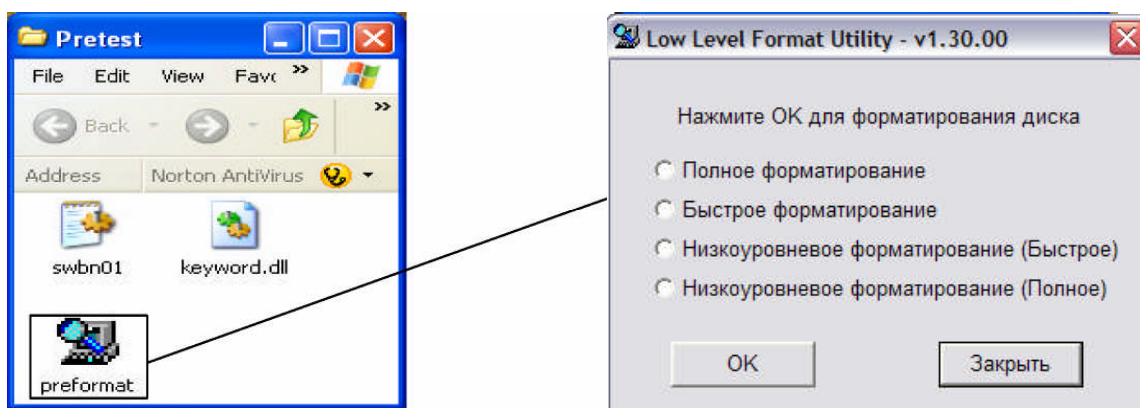 Pretest
File Edit View Favc »
Back »
Address Norton AntiVirus
swbn01 keyword.dll
preformat
Low Level Format Utility - v1.30.00
Нажмите OK для форматирования диска
Полное форматирование
Быстрое форматирование
Низкоуровневое форматирование (Быстрое)
Низкоуровневое форматирование (Полное)
OK Закрыть